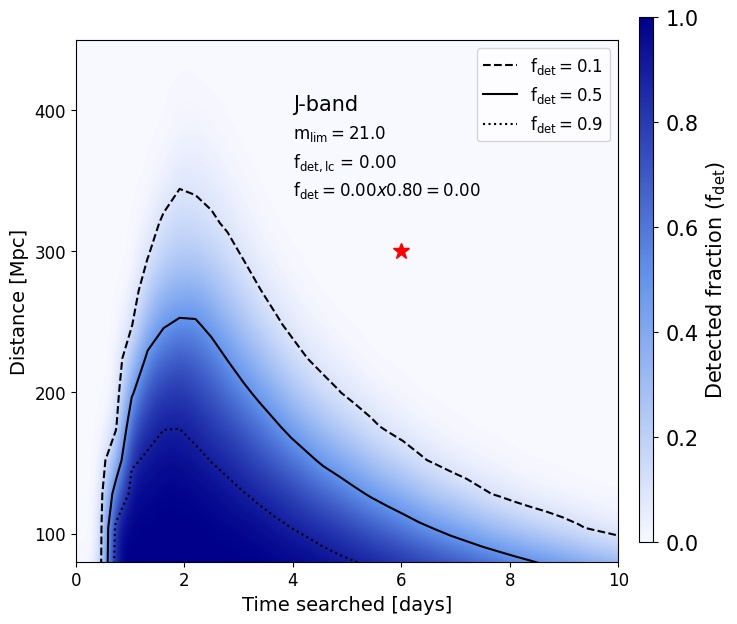 f_det = 0.1
f_det = 0.5
f_det = 0.9
J-band
m_lim = 21.0
f_det, lc = 0.00
f_det = 0.00x0.80 = 0.00
400
300
200
100
Distance [Mpc]
0 2 4 6 8 10
Time searched [days]
1.0
0.8
0.6
0.4
0.2
0.0
Detected fraction (f_det)